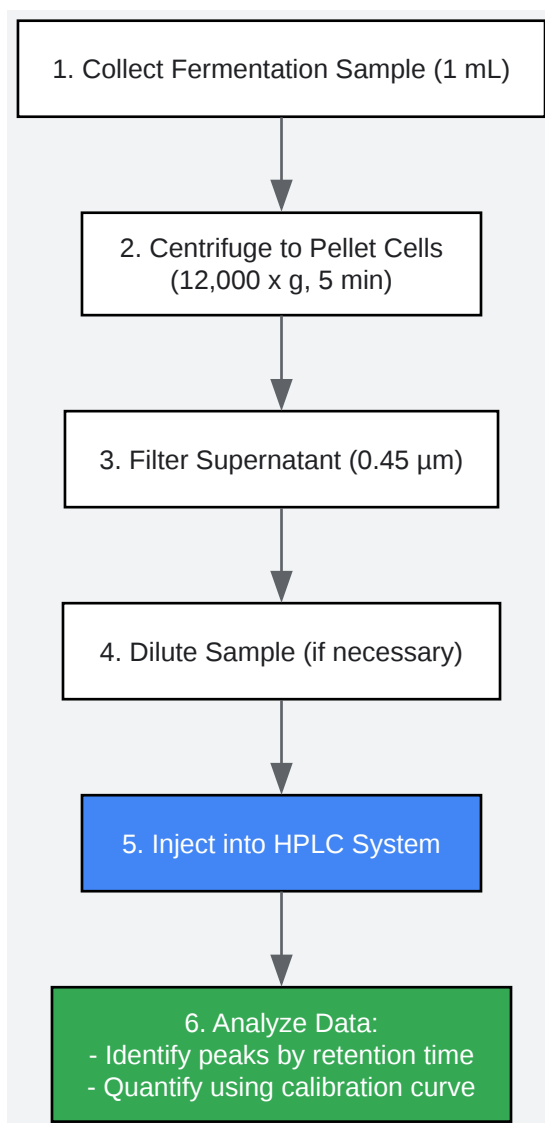 1. Collect Fermentation Sample (1 mL)
2. Centrifuge to Pellet Cells
(12,000 x g, 5 min)
3. Filter Supernatant (0.45 µm)
4. Dilute Sample (if necessary)
5. Inject into HPLC System
6. Analyze Data:
- Identify peaks by retention time
- Quantify using calibration curve